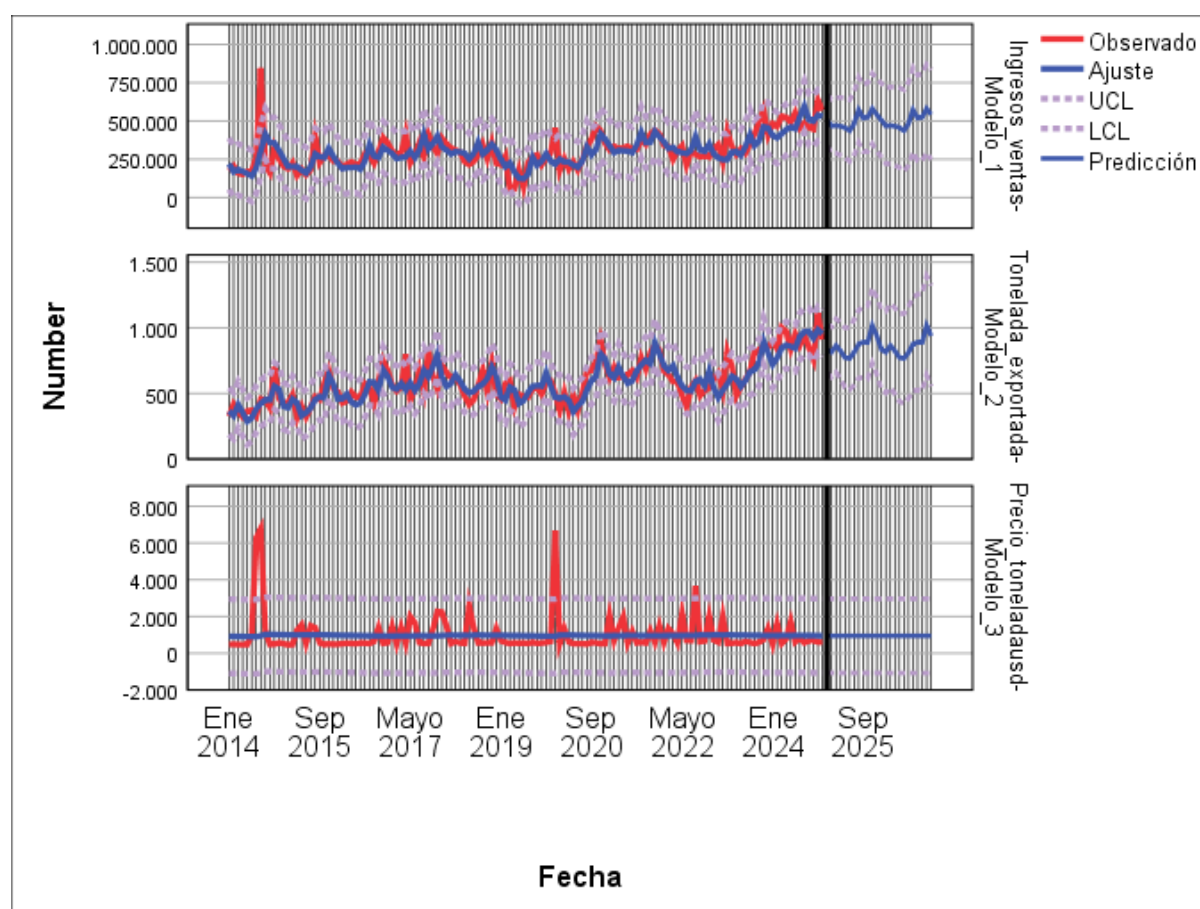 1.000.000
750.000
500.000
250.000
0
Ingresos_ventas-
Modelo_1
Observado
Ajuste
UCL
LCL
Predicción
Number
1.500
1.000
500
0
Tonelada_exportada-
Modelo_2
8.000
6.000
4.000
2.000
0
-2.000
Precio_toneladausd-
Modelo_3
Ene
2014
Sep
2015
Mayo
2017
Ene
2019
Sep
2020
Mayo
2022
Ene
2024
Sep
2025
Fecha